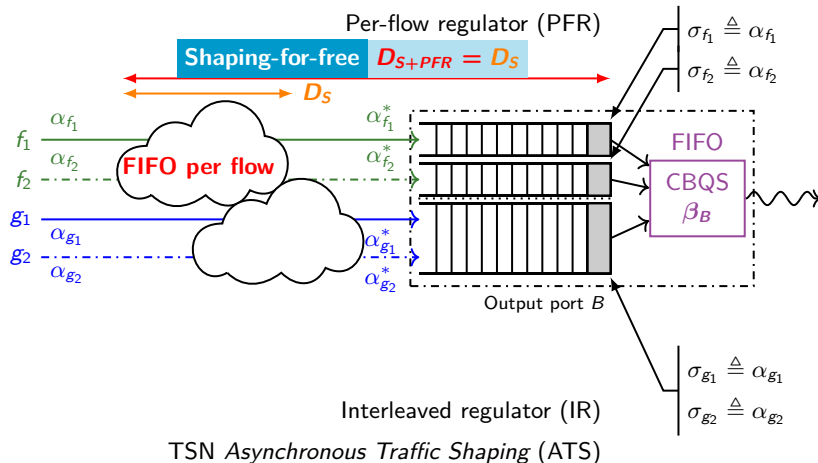 Per-flow regulator (PFR)
σ_{f₁} ≜ α_{f₁}
σ_{f₂} ≜ α_{f₂}
Shaping-for-free D_{S+PFR} = D_S
D_S
f₁ α_{f₁} α*_{f₁}
f₂ α_{f₂} α*_{f₂}
FIFO per flow
FIFO
CBQS
β_B
g₁ α_{g₁} α*_{g₁}
g₂ α_{g₂} α*_{g₂}
Output port B
σ_{g₁} ≜ α_{g₁}
σ_{g₂} ≜ α_{g₂}
Interleaved regulator (IR)
TSN Asynchronous Traffic Shaping (ATS)